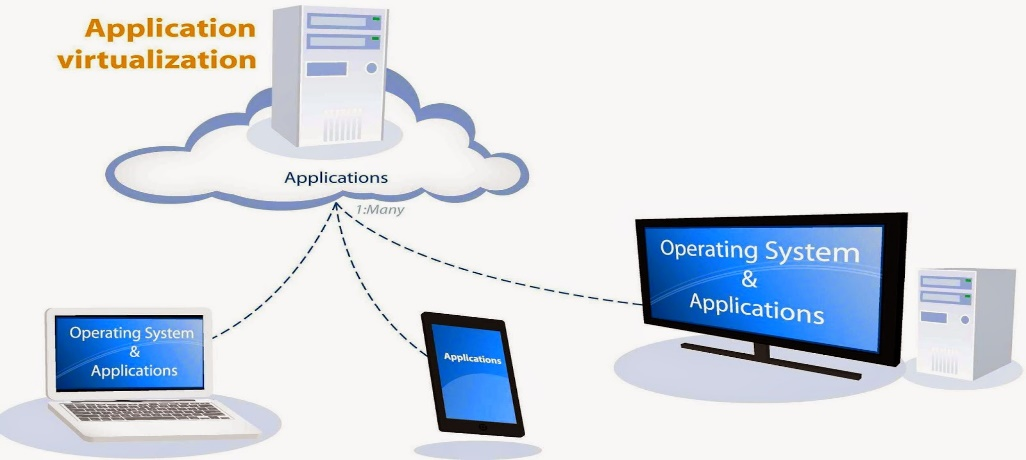 Application
virtualization
Applications
1:Many
Operating System
&
Applications
Applications
Operating System
&
Applications